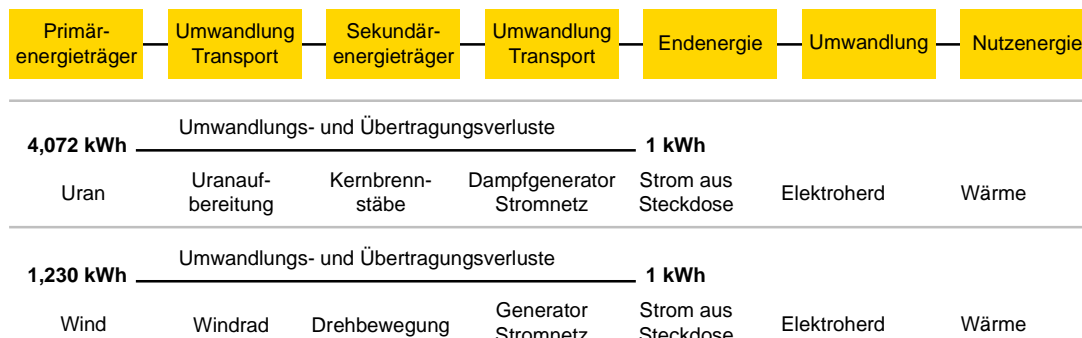 Primär-
energieträger
Umwandlung
Transport
Sekundär-
energieträger
Umwandlung
Transport
Endenergie
Umwandlung
Nutzenergie
Umwandlungs- und Übertragungsverluste
4,072 kWh
1 kWh
Uran
Uranauf-
bereitung
Kernbrenn-
stäbe
Dampfgenerator
Stromnetz
Strom aus
Steckdose
Elektroherd
Wärme
Umwandlungs- und Übertragungsverluste
1,230 kWh
1 kWh
Wind
Windrad
Drehbewegung
Generator
Stromnetz
Strom aus
Steckdose
Elektroherd
Wärme